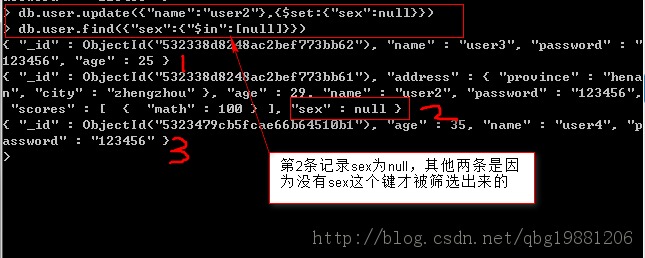 > db.user.update({"name":"user2"},{$set:{"sex":null}})
> db.user.find({"sex":{"$in":[null]}})
{ "_id" : ObjectId("532338d8248ac2bef773bb62"), "name" : "user3", "password" : "
123456", "age" : 25 }
1
{ "_id" : ObjectId("532338d8248ac2bef773bb61"), "address" : { "province" : "hena
n", "city" : "zhengzhou" }, "age" : 29, "name" : "user2", "password" : "123456",
"scores" : [ { "math" : 100 } ], "sex" : null }
2
{ "_id" : ObjectId("5323479cb5fcae66b64510b1"), "age" : 35, "name" : "user4", "p
assword" : "123456" }
3
>
第2条记录sex为null，其他两条是因
为没有sex这个键才被筛选出来的
http://blog.csdn.net/qbg19881206